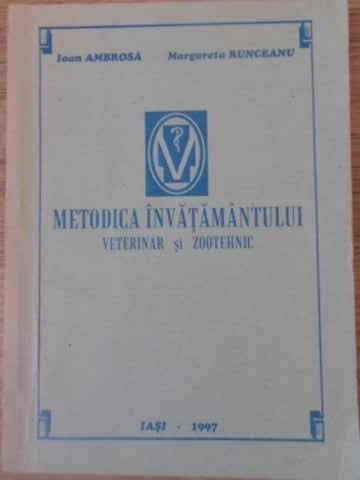 Ioan AMBROSĂ Margareta RUNCEANU
METODICA ÎNVĂȚĂMÂNTULUI
VETERINAR și ZOOTEHNIC
IAȘI - 1997